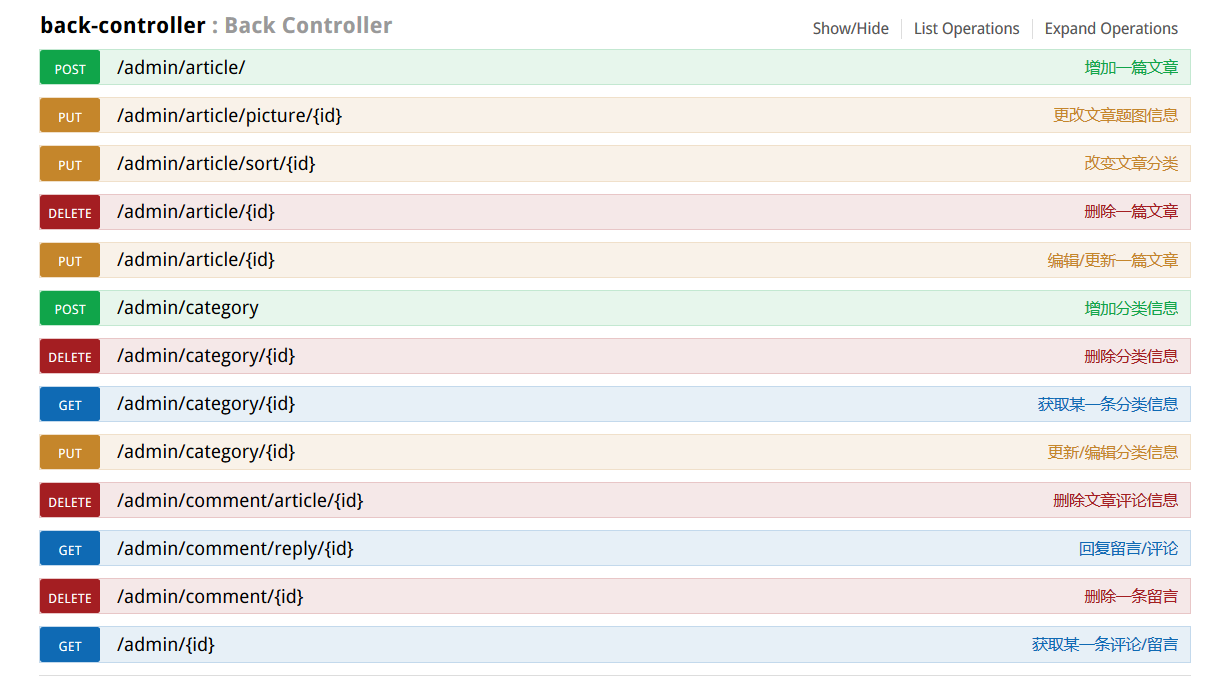 back-controller : Back Controller Show/Hide List Operations Expand Operations
POST /admin/article/ 增加一篇文章
PUT /admin/article/picture/{id} 更改文章题图信息
PUT /admin/article/sort/{id} 改变文章分类
DELETE /admin/article/{id} 删除一篇文章
PUT /admin/article/{id} 编辑/更新一篇文章
POST /admin/category 增加分类信息
DELETE /admin/category/{id} 删除分类信息
GET /admin/category/{id} 获取某一条分类信息
PUT /admin/category/{id} 更新/编辑分类信息
DELETE /admin/comment/article/{id} 删除文章评论信息
GET /admin/comment/reply/{id} 回复留言/评论
DELETE /admin/comment/{id} 删除一条留言
GET /admin/{id} 获取某一条评论/留言